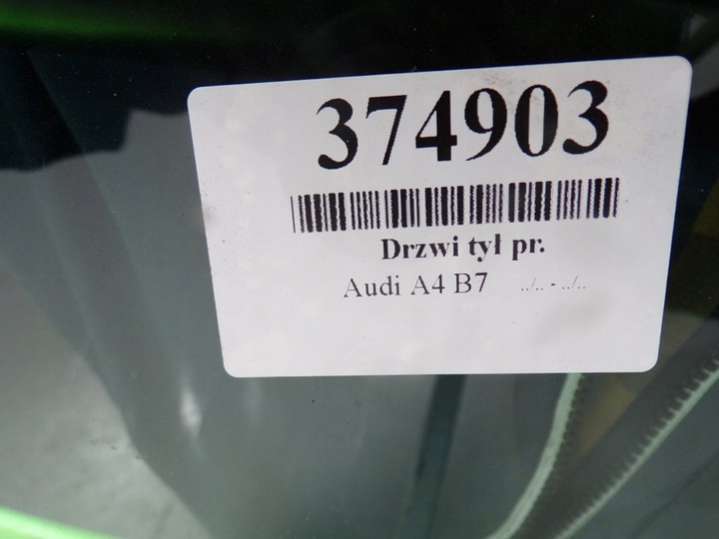 374903
Drzwi tył pr.
Audi A4 B7 ../.. - ../..